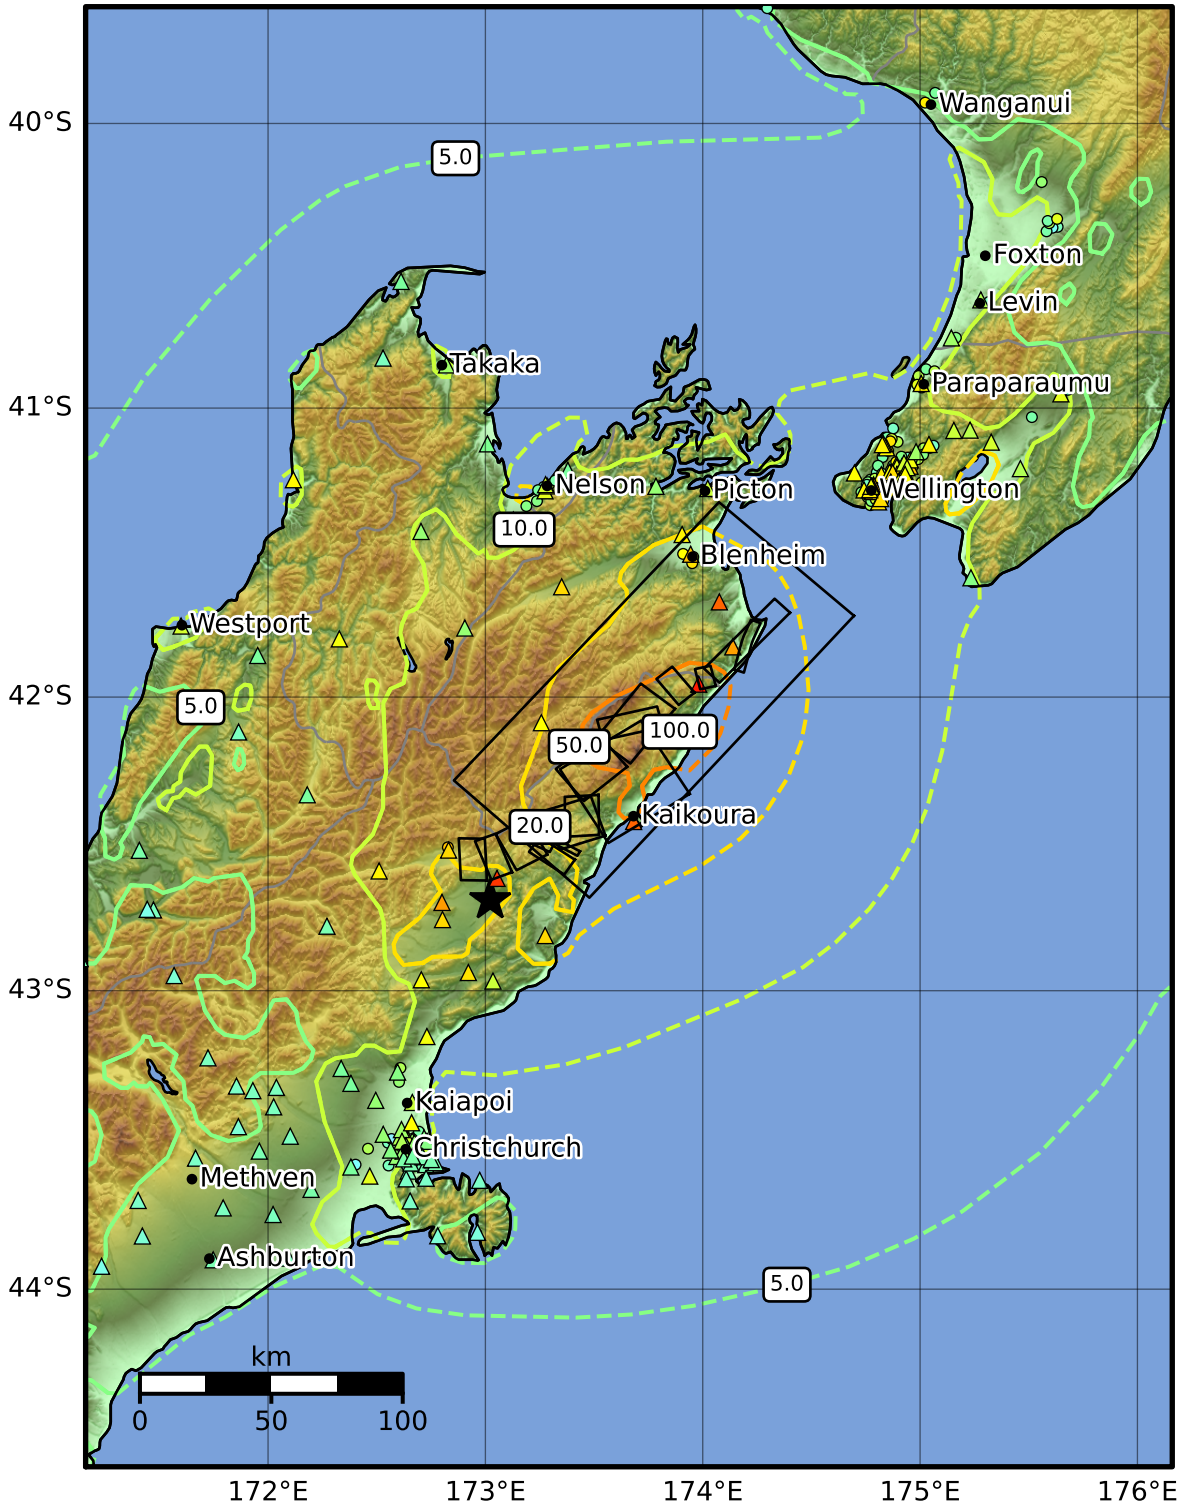 40°S
41°S
42°S
43°S
44°S
5.0
Wanganui
Foxton
Levin
Takaka
Paraparaumu
Nelson
Picton
Wellington
10.0
Blenheim
Westport
5.0
50.0
100.0
20.0
Kaikoura
Kaiapoi
Christchurch
Methven
Ashburton
5.0
km
0 50 100
172°E 173°E 174°E 175°E 176°E